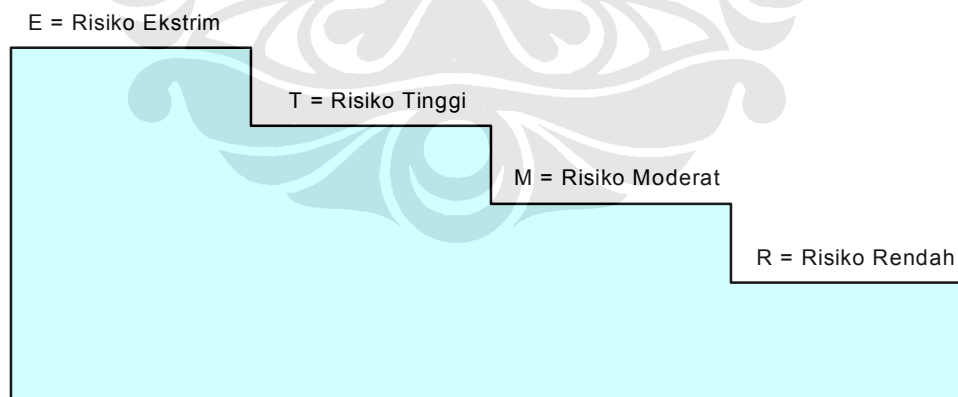 E = Risiko Ekstrim
T = Risiko Tinggi
M = Risiko Moderat
R = Risiko Rendah